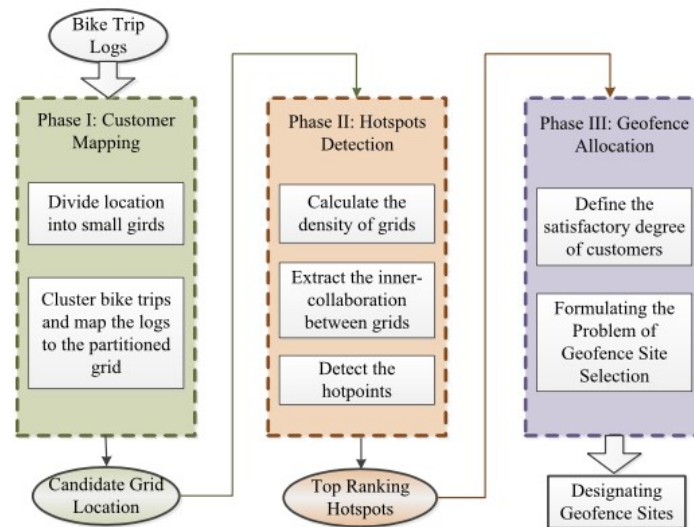 Bike Trip
Logs
Phase I: Customer
Mapping
Divide location
into small girds
Cluster bike trips
and map the logs
to the partitioned
grid
Candidate Grid
Location
Phase II: Hotspots
Detection
Calculate the
density of grids
Extract the inner-
collaboration
between grids
Detect the
hotpoints
Top Ranking
Hotspots
Phase III: Geofence
Allocation
Define the
satisfactory degree
of customers
Formulating the
Problem of
Geofence Site
Selection
Designating
Geofence Sites